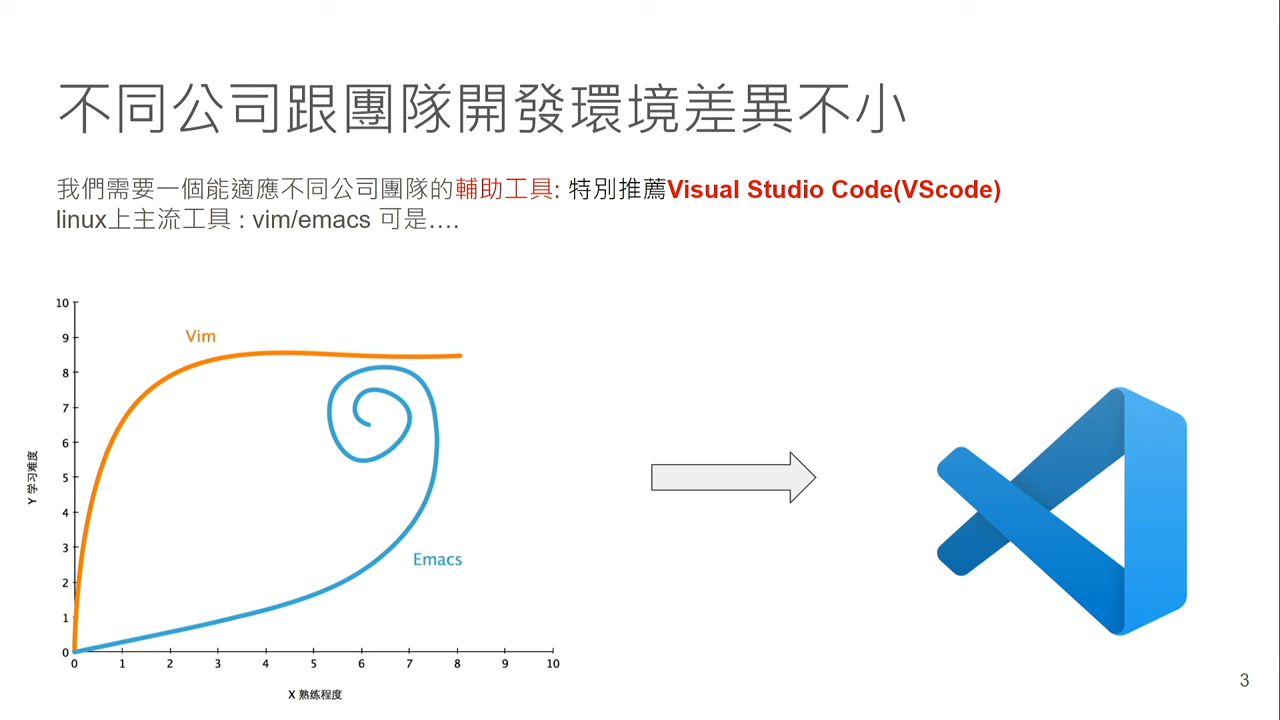 不同公司跟團隊開發環境差異不小
我們需要一個能適應不同公司團隊的輔助工具: 特別推薦Visual Studio Code(VScode)
linux上主流工具 : vim/emacs 可是....
10
9
8
7
6
5
4
3
2
1
0
Y 学习难度
Vim
Emacs
0 1 2 3 4 5 6 7 8 9 10
X 熟练程度
3